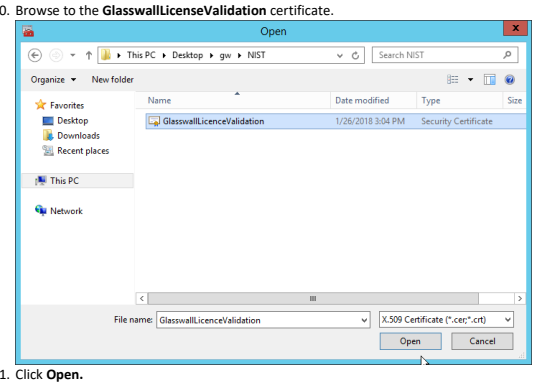 0. Browse to the GlasswallLicenseValidation certificate.
Open
x
This PC ▸ Desktop ▸ gw ▸ NIST
Search NIST
Organize ▾ New folder
Name
Date modified
Type
Size
Favorites
Desktop
Downloads
Recent places
This PC
Network
GlasswallLicenceValidation
1/26/2018 3:04 PM
Security Certificate
File name:
GlasswallLicenceValidation
X.509 Certificate (*.cer;*.crt)
Open
Cancel
1. Click Open.